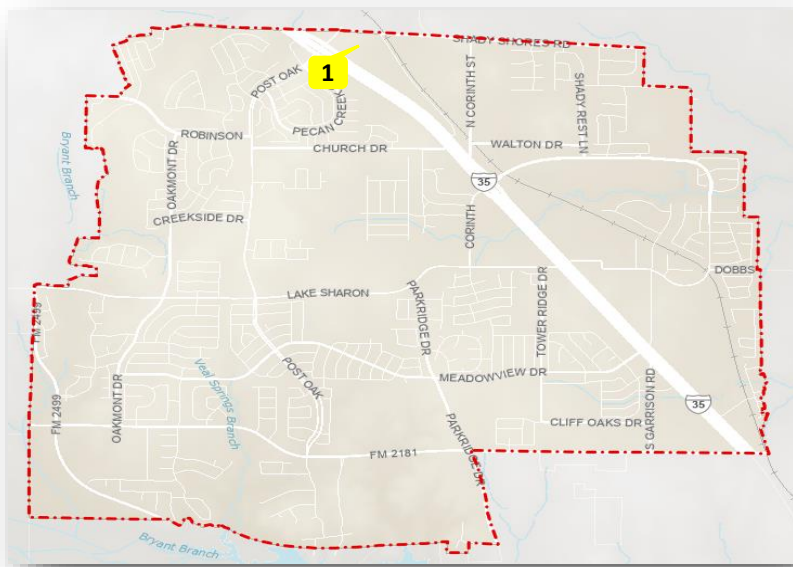 SHADY SHORES RD
1
POST OAK
PECAN CREEK
N CORINTH ST
SHADY REST LN
ROBINSON
CHURCH DR
WALTON DR
Bryant Branch
OAKMONT DR
35
CREEKSIDE DR
CORINTH
DOBBS
LAKE SHARON
FM 2499
PARKRIDGE DR
TOWER RIDGE DR
Veal Springs Branch
POST OAK
MEADOWVIEW DR
OAKMONT DR
FM 2499
S GARRISON RD
35
PARKRIDGE DR
CLIFF OAKS DR
FM 2181
Bryant Branch